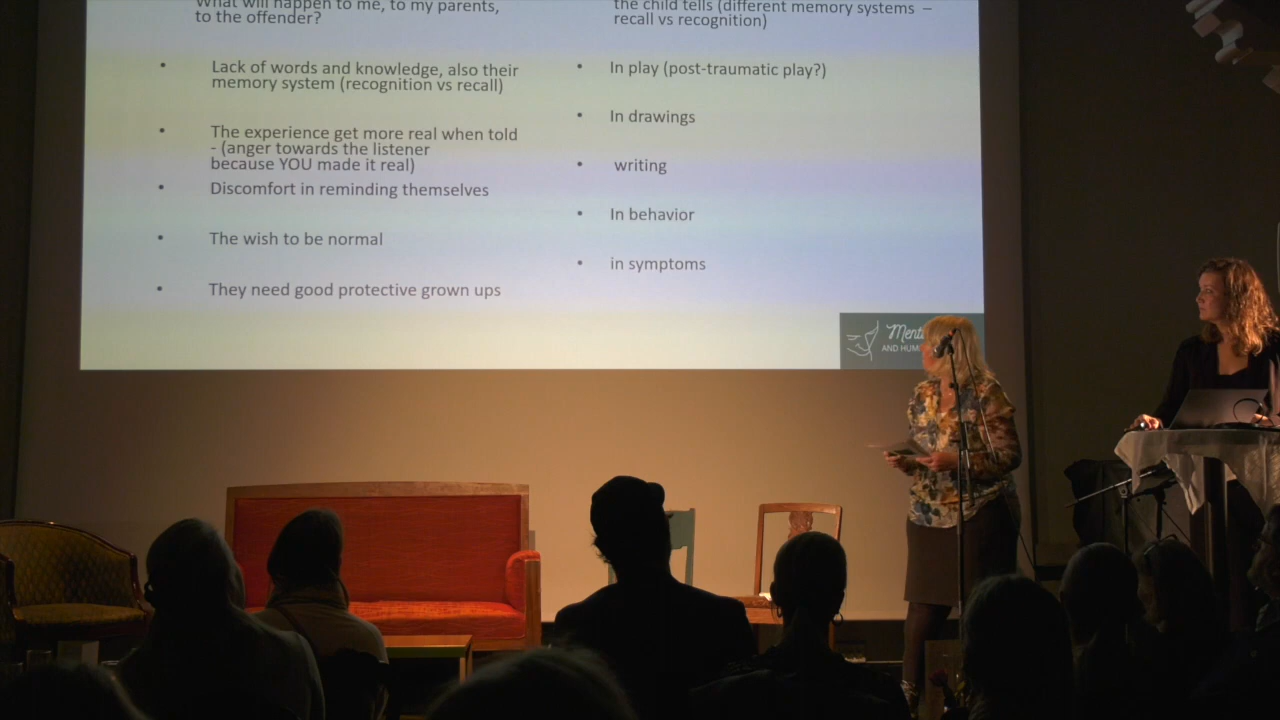 What will happen to me, to my parents,
to the offender?
• Lack of words and knowledge, also their
memory system (recognition vs recall)
• The experience get more real when told
- (anger towards the listener
because YOU made it real)
• Discomfort in reminding themselves
• The wish to be normal
• They need good protective grown ups
the child tells (different memory systems –
recall vs recognition)
• In play (post-traumatic play?)
• In drawings
• writing
• In behavior
• in symptoms
AND